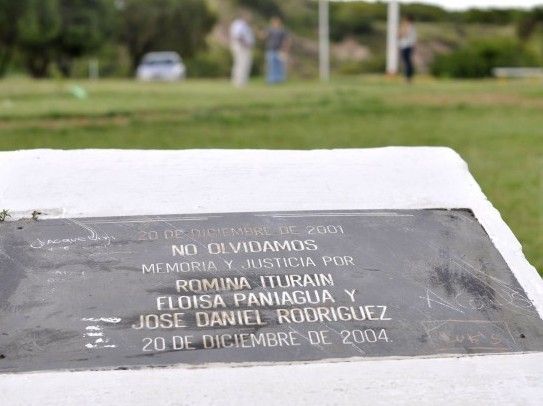 20 DE DICIEMBRE DE 2001
NO OLVIDAMOS
MEMORIA Y JUSTICIA POR
ROMINA ITURAIN
ELOISA PANIAGUA Y
JOSE DANIEL RODRIGUEZ
20 DE DICIEMBRE DE 2004.